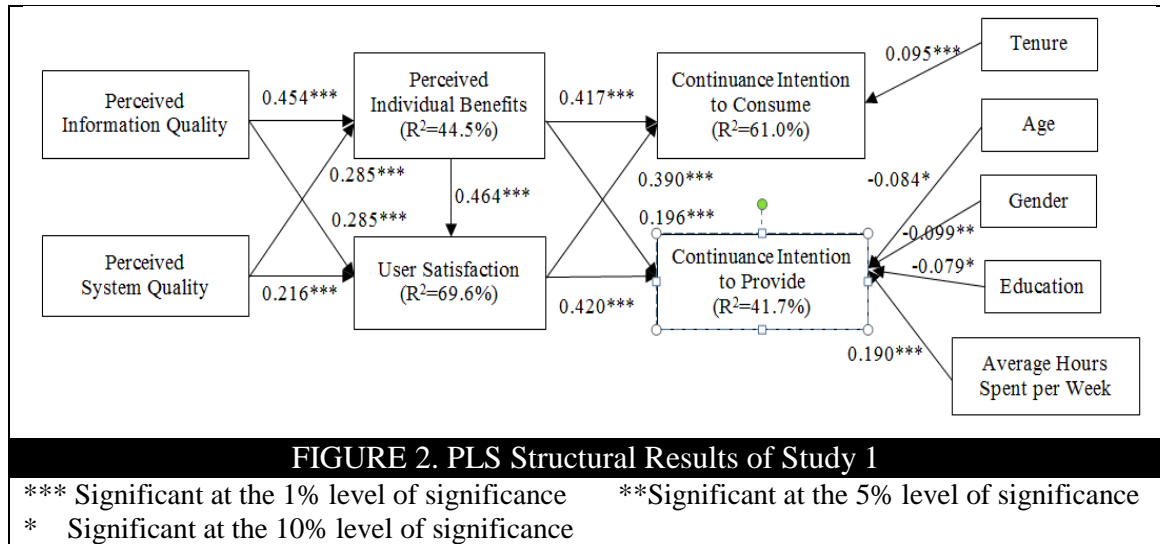 Perceived
Information Quality
Perceived
System Quality
0.454***
0.285***
0.285***
0.216***
Perceived
Individual Benefits
(R²=44.5%)
0.464***
User Satisfaction
(R²=69.6%)
0.417***
0.390***
0.196***
0.420***
Continuance Intention
to Consume
(R²=61.0%)
Continuance Intention
to Provide
(R²=41.7%)
0.095***
-0.084*
-0.099**
-0.079*
0.190***
Tenure
Age
Gender
Education
Average Hours
Spent per Week
FIGURE 2. PLS Structural Results of Study 1
*** Significant at the 1% level of significance **Significant at the 5% level of significance
* Significant at the 10% level of significance